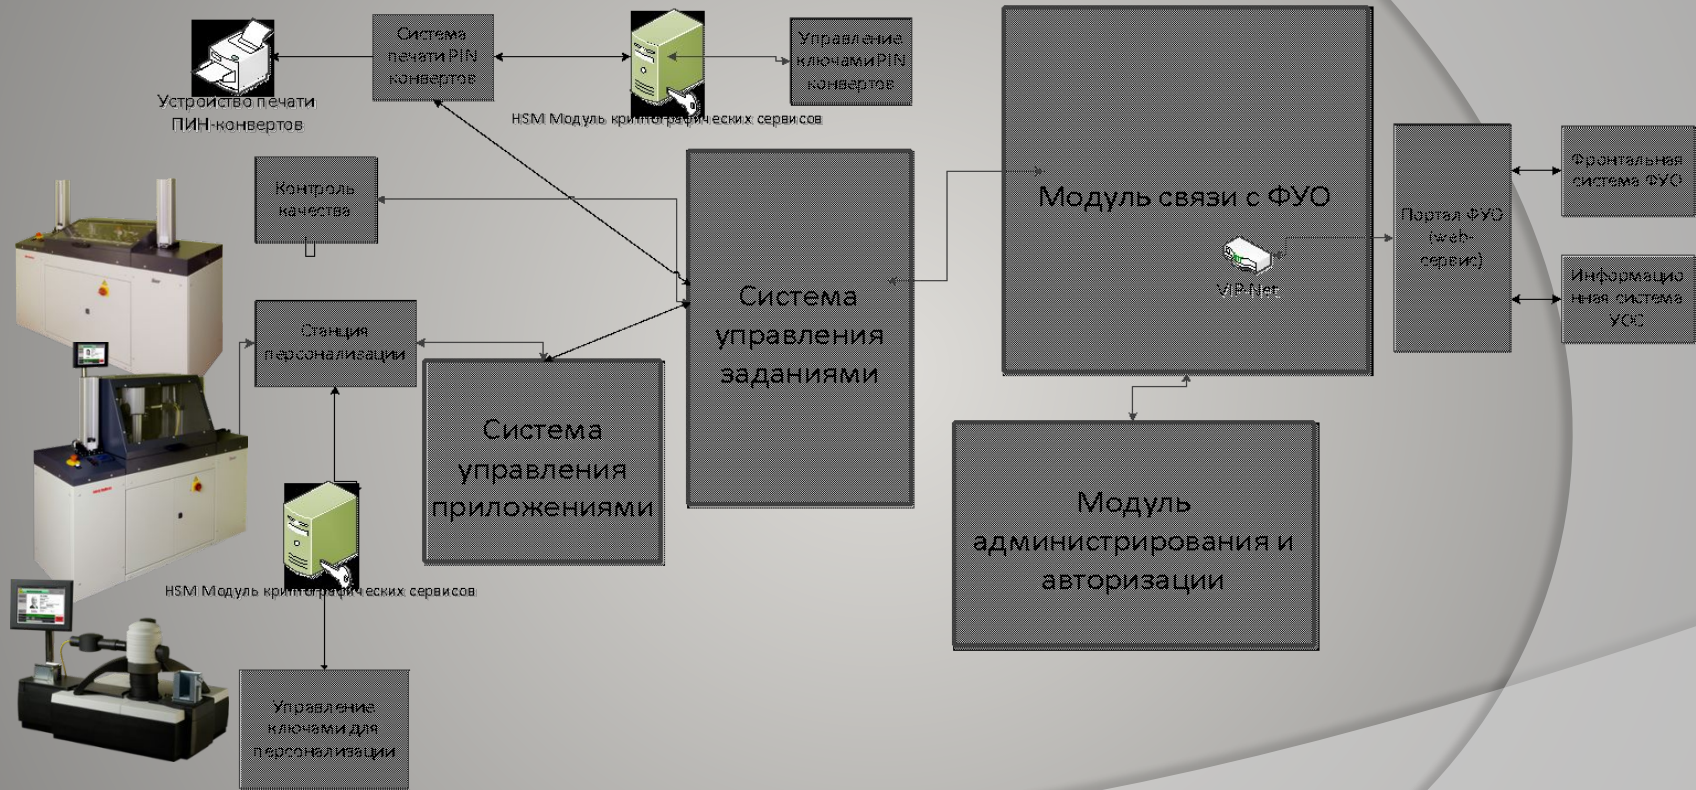 Система
печати PIN
конвертов
Управление
ключами PIN
конвертов
Устройство печати
ПИН-конвертов
HSM Модуль криптографических сервисов
Контроль
качества
Модуль связи с ФУО
VIP-Net
Портал ФУО
(web-
сервис)
Фронтальная
система ФУО
Информацио
нная система
УОС
Система
управления
заданиями
Станция
персонализации
Система
управления
приложениями
Модуль
администрирования и
авторизации
HSM Модуль криптографических сервисов
Управление
ключами для
персонализации